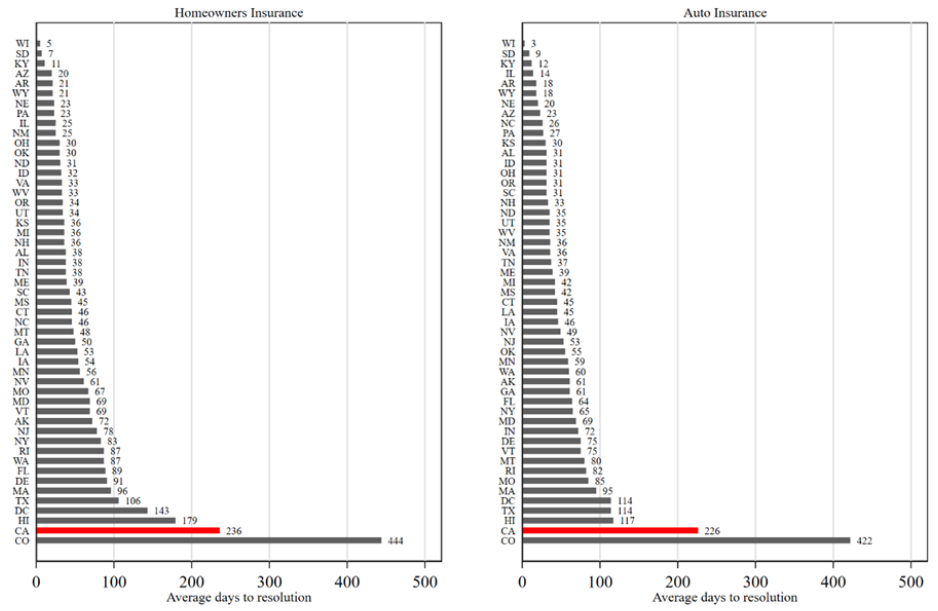 Homeowners Insurance
WI 5
SD 7
KY 11
AZ 20
AR 21
WY 21
NE 23
PA 23
IL 25
NM 25
OH 30
OK 30
ND 31
ID 32
VA 33
WV 33
OR 34
UT 34
KS 36
MI 36
NH 36
AL 38
IN 38
TN 38
ME 39
SC 43
MS 45
CT 46
NC 46
MT 48
GA 50
LA 53
IA 54
MN 56
NV 61
MO 67
MD 69
VT 69
AK 72
NJ 78
NY 83
RI 87
WA 87
FL 89
DE 91
MA 96
TX 106
DC 143
HI 179
CA 236
CO 444
0 100 200 300 400 500
Average days to resolution
Auto Insurance
WI 3
SD 9
KY 12
IL 14
AR 18
WY 18
NE 20
AZ 23
NC 26
PA 27
KS 30
AL 31
ID 31
OH 31
OR 31
SC 31
NH 33
ND 35
UT 35
WV 35
NM 36
VA 36
TN 37
ME 39
MI 42
MS 42
CT 45
LA 45
IA 46
NV 49
NJ 53
OK 55
MN 59
WA 60
AK 61
GA 61
FL 64
NY 65
MD 69
IN 72
DE 75
VT 75
MT 80
RI 82
MO 85
MA 95
DC 114
TX 114
HI 117
CA 226
CO 422
0 100 200 300 400 500
Average days to resolution